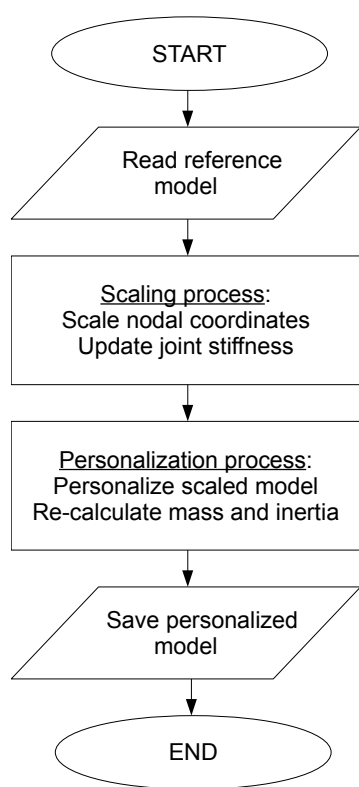 START
Read reference
model
Scaling process:
Scale nodal coordinates
Update joint stiffness
Personalization process:
Personalize scaled model
Re-calculate mass and inertia
Save personalized
model
END